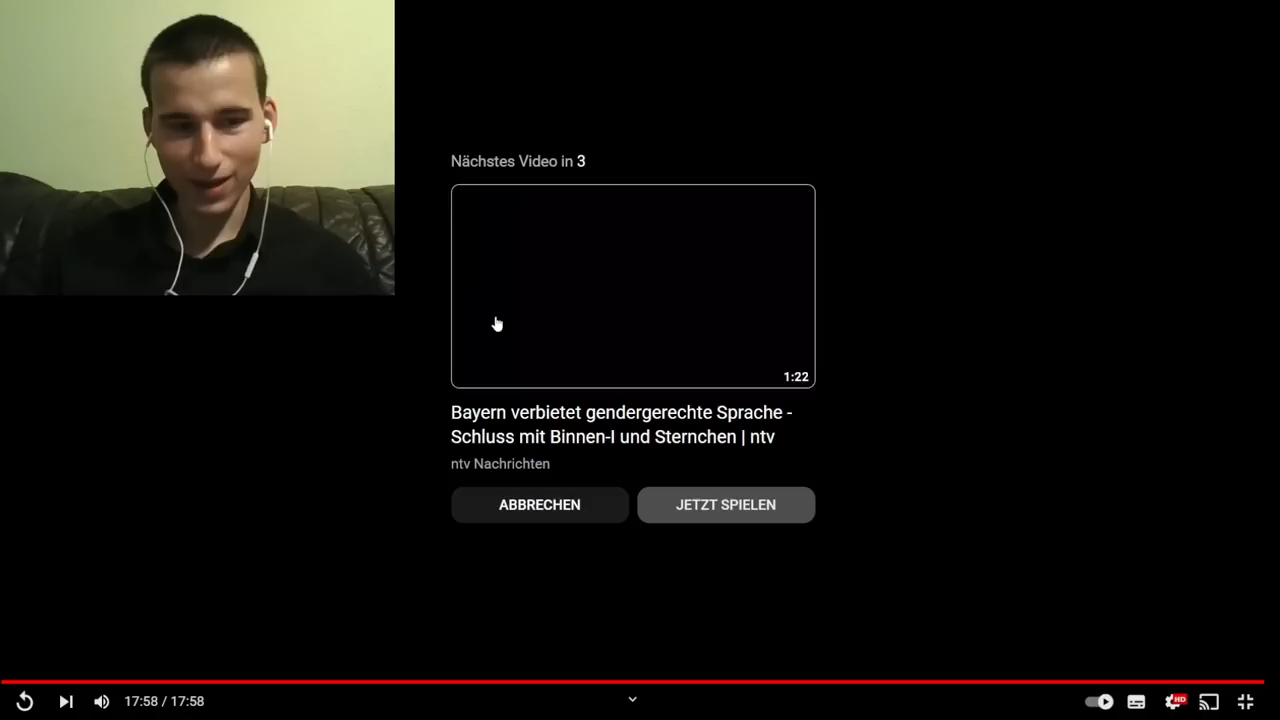 Nächstes Video in 3
1:22
Bayern verbietet gendergerechte Sprache -
Schluss mit Binnen-I und Sternchen | ntv
ntv Nachrichten
ABBRECHEN
JETZT SPIELEN
17:58 / 17:58
HD